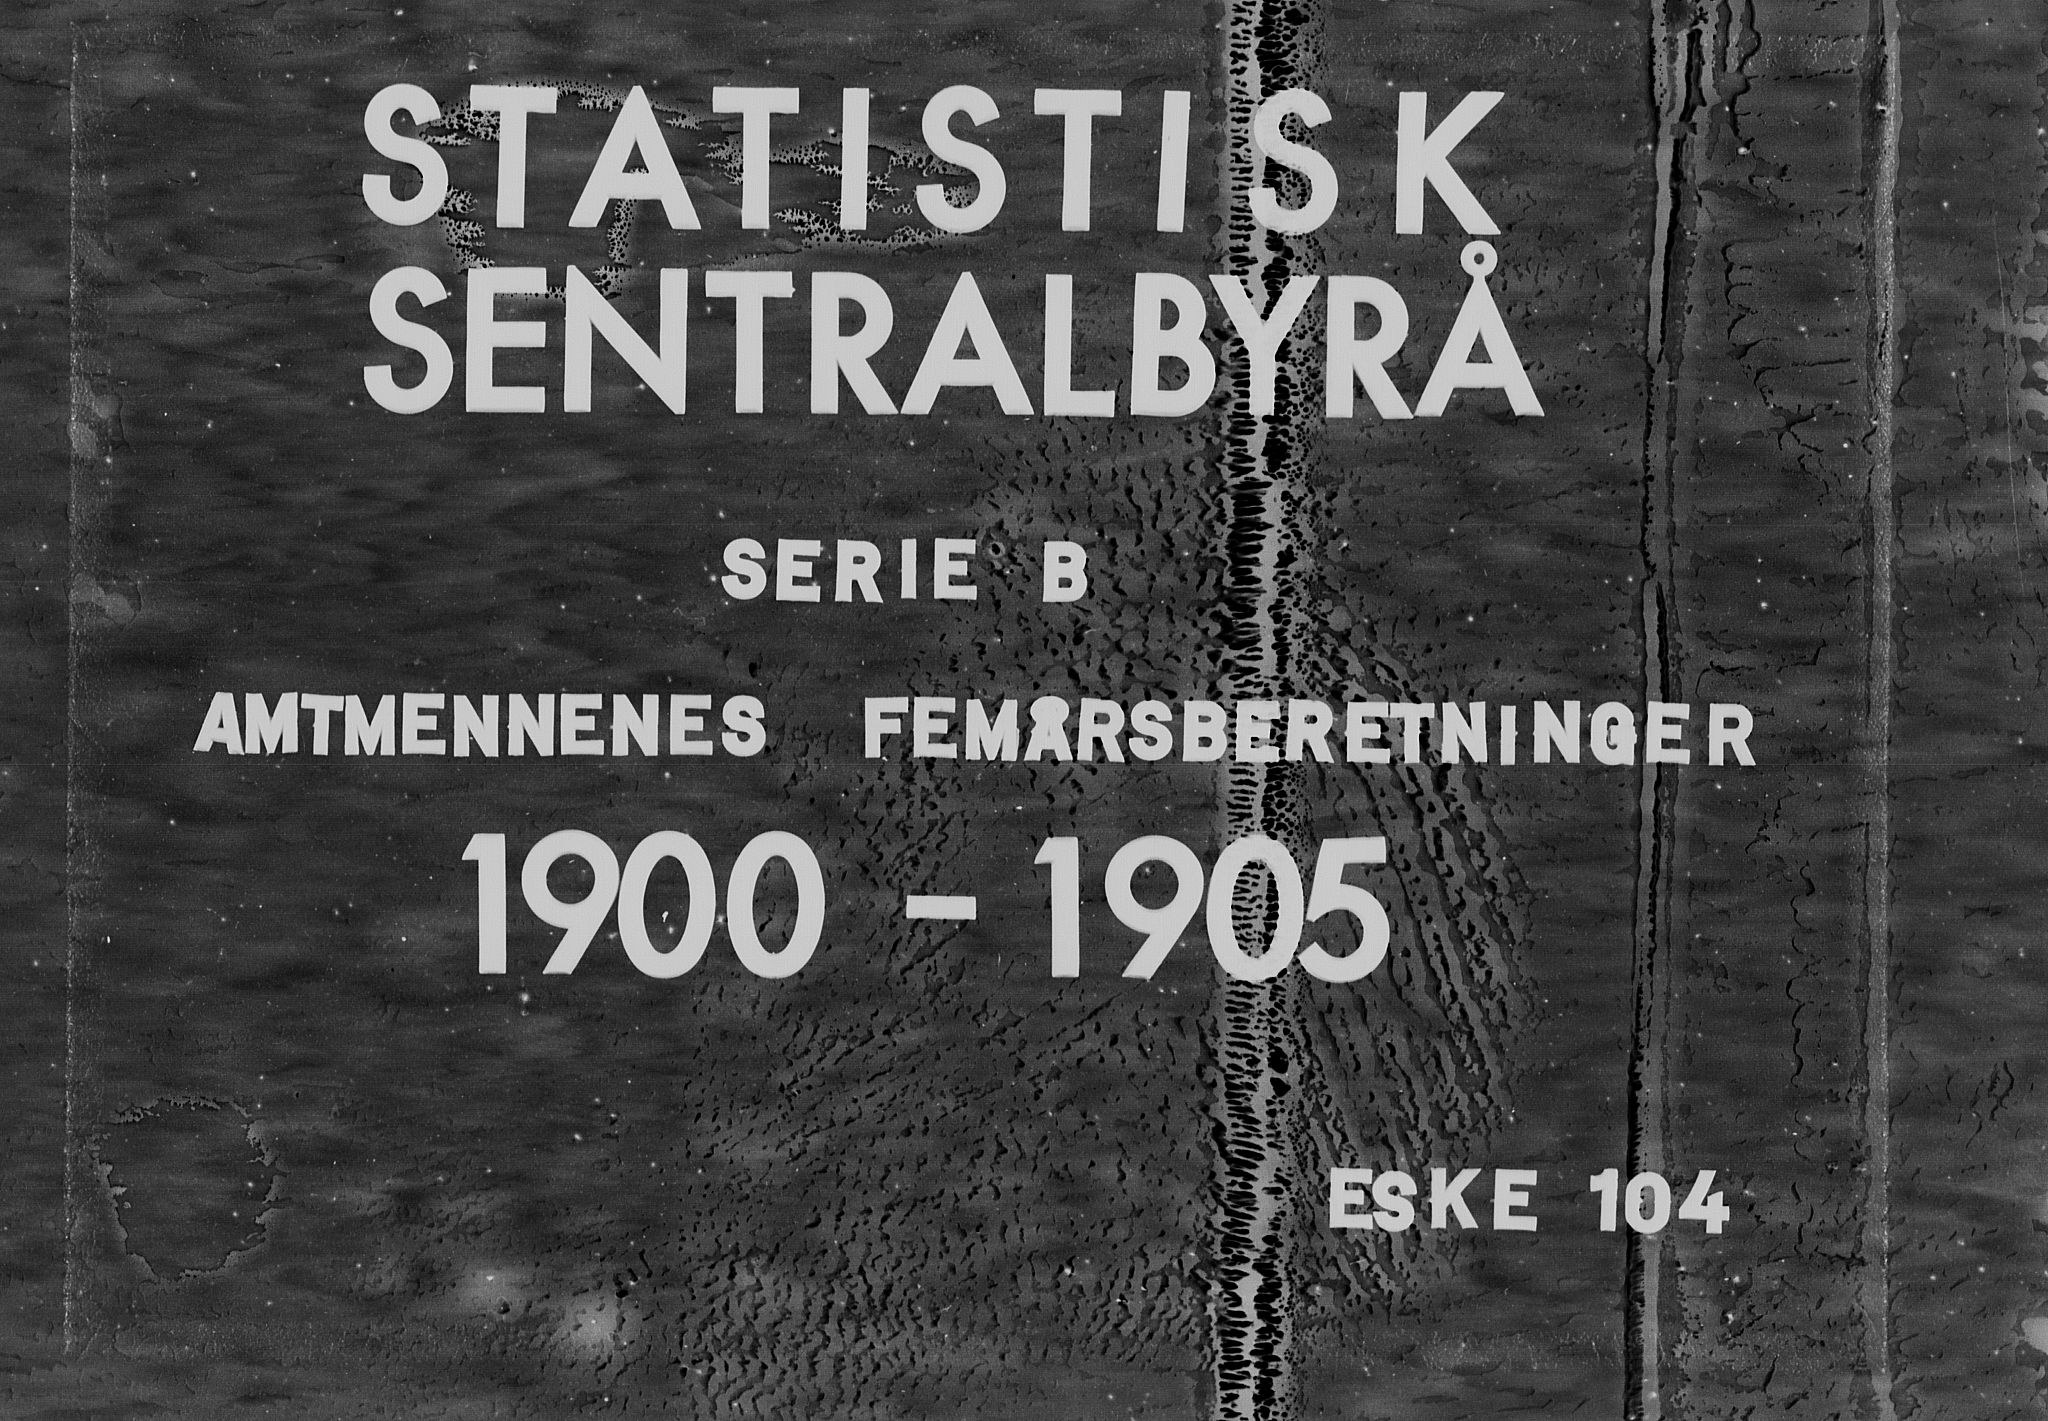 STATISTISK
SENTRALBYRÅ
SERIE B
AMTMENNENES FEMÅRSBERETNINGER
1900 - 1905
ESKE 104